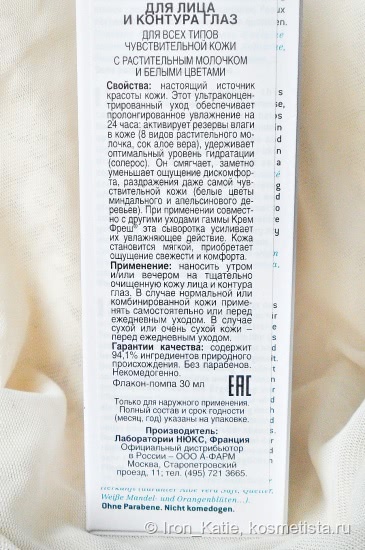 ДЛЯ ЛИЦА
И КОНТУРА ГЛАЗ
ДЛЯ ВСЕХ ТИПОВ
ЧУВСТВИТЕЛЬНОЙ КОЖИ
С РАСТИТЕЛЬНЫМ МОЛОЧКОМ
И БЕЛЫМИ ЦВЕТАМИ
Свойства: настоящий источник
красоты кожи. Этот ультраконцен-
трированный уход обеспечивает
пролонгированное увлажнение на
24 часа: активирует резервы влаги
в коже (8 видов растительного мо-
лочка, сок алое вера), удерживает
оптимальный уровень гидратации
(солерос). Он смягчает, заметно
уменьшает ощущение дискомфор-
та, раздражения даже самой чув-
ствительной кожи (белые цветы
миндального и апельсинового де-
ревьев). При применении совмест-
но с другими уходами гаммы Крем
Фреш® эта сыворотка усиливает
их увлажняющее действие. Кожа
становится мягкой, приобретает
ощущение свежести и комфорта.
Применение: наносить утром
и/или вечером на тщательно
очищенную кожу лица и контура
глаз. В случае нормальной или
комбинированной кожи приме-
нять самостоятельно или перед
ежедневным уходом. В случае
сухой или очень сухой кожи –
перед ежедневным уходом.
Гарантии качества: содержит
94,1% ингредиентов природного
происхождения. Без парабенов.
Некомедогенно.
Флакон-помпа 30 мл
EAC
Только для наружного применения.
Полный состав и срок годности
(месяц, год) указаны на упаковке.
Производитель:
Лаборатории НЮКС, Франция
Официальный дистрибьютор
в России – ООО А-ФАРМ
Москва, Старопетровский
проезд, 11; тел. (495) 721 3665.
Weiße Mandel- und Orangenblüten...).
Ohne Parabene. Nicht komedogen.
© Iron_Katie, kosmetista.ru